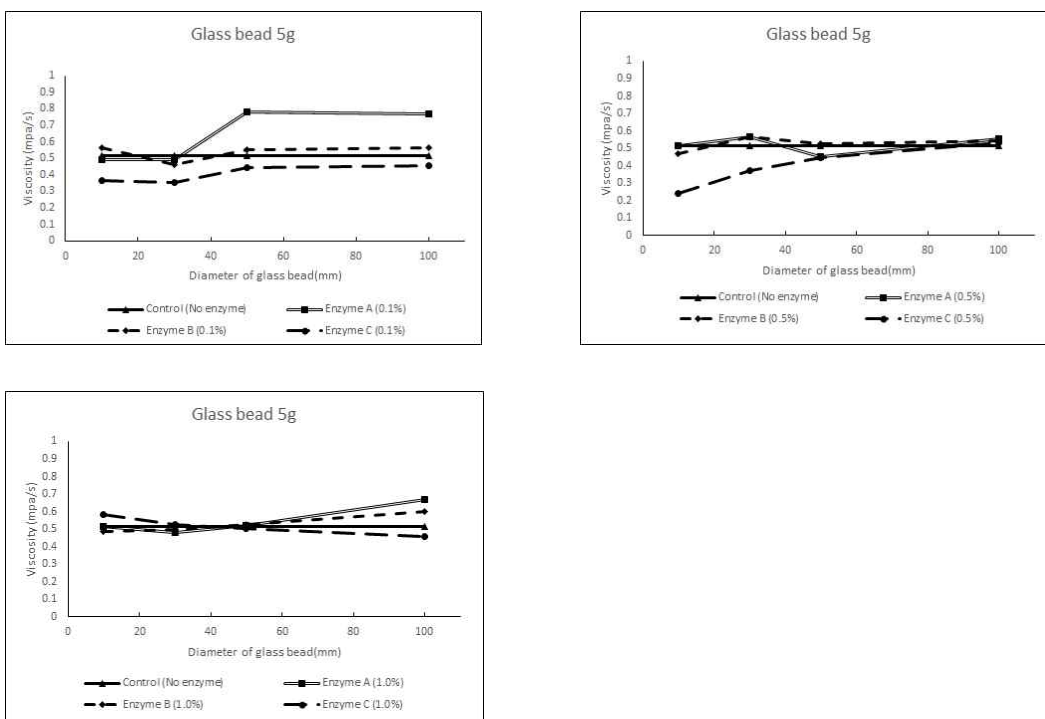 Glass bead 5g
1
0.9
0.8
0.7
0.6
0.5
0.4
0.3
0.2
0.1
0
Viscosity (mpa/s)
0 20 40 60 80 100
Diameter of glass bead(mm)
Control (No enzyme) Enzyme A (0.1%)
Enzyme B (0.1%) Enzyme C (0.1%)
Glass bead 5g
1
0.9
0.8
0.7
0.6
0.5
0.4
0.3
0.2
0.1
0
Viscosity (mpa/s)
0 20 40 60 80 100
Diameter of glass bead(mm)
Control (No enzyme) Enzyme A (0.5%)
Enzyme B (0.5%) Enzyme C (0.5%)
Glass bead 5g
1
0.9
0.8
0.7
0.6
0.5
0.4
0.3
0.2
0.1
0
Viscosity (mpa/s)
0 20 40 60 80 100
Diameter of glass bead(mm)
Control (No enzyme) Enzyme A (1.0%)
Enzyme B (1.0%) Enzyme C (1.0%)